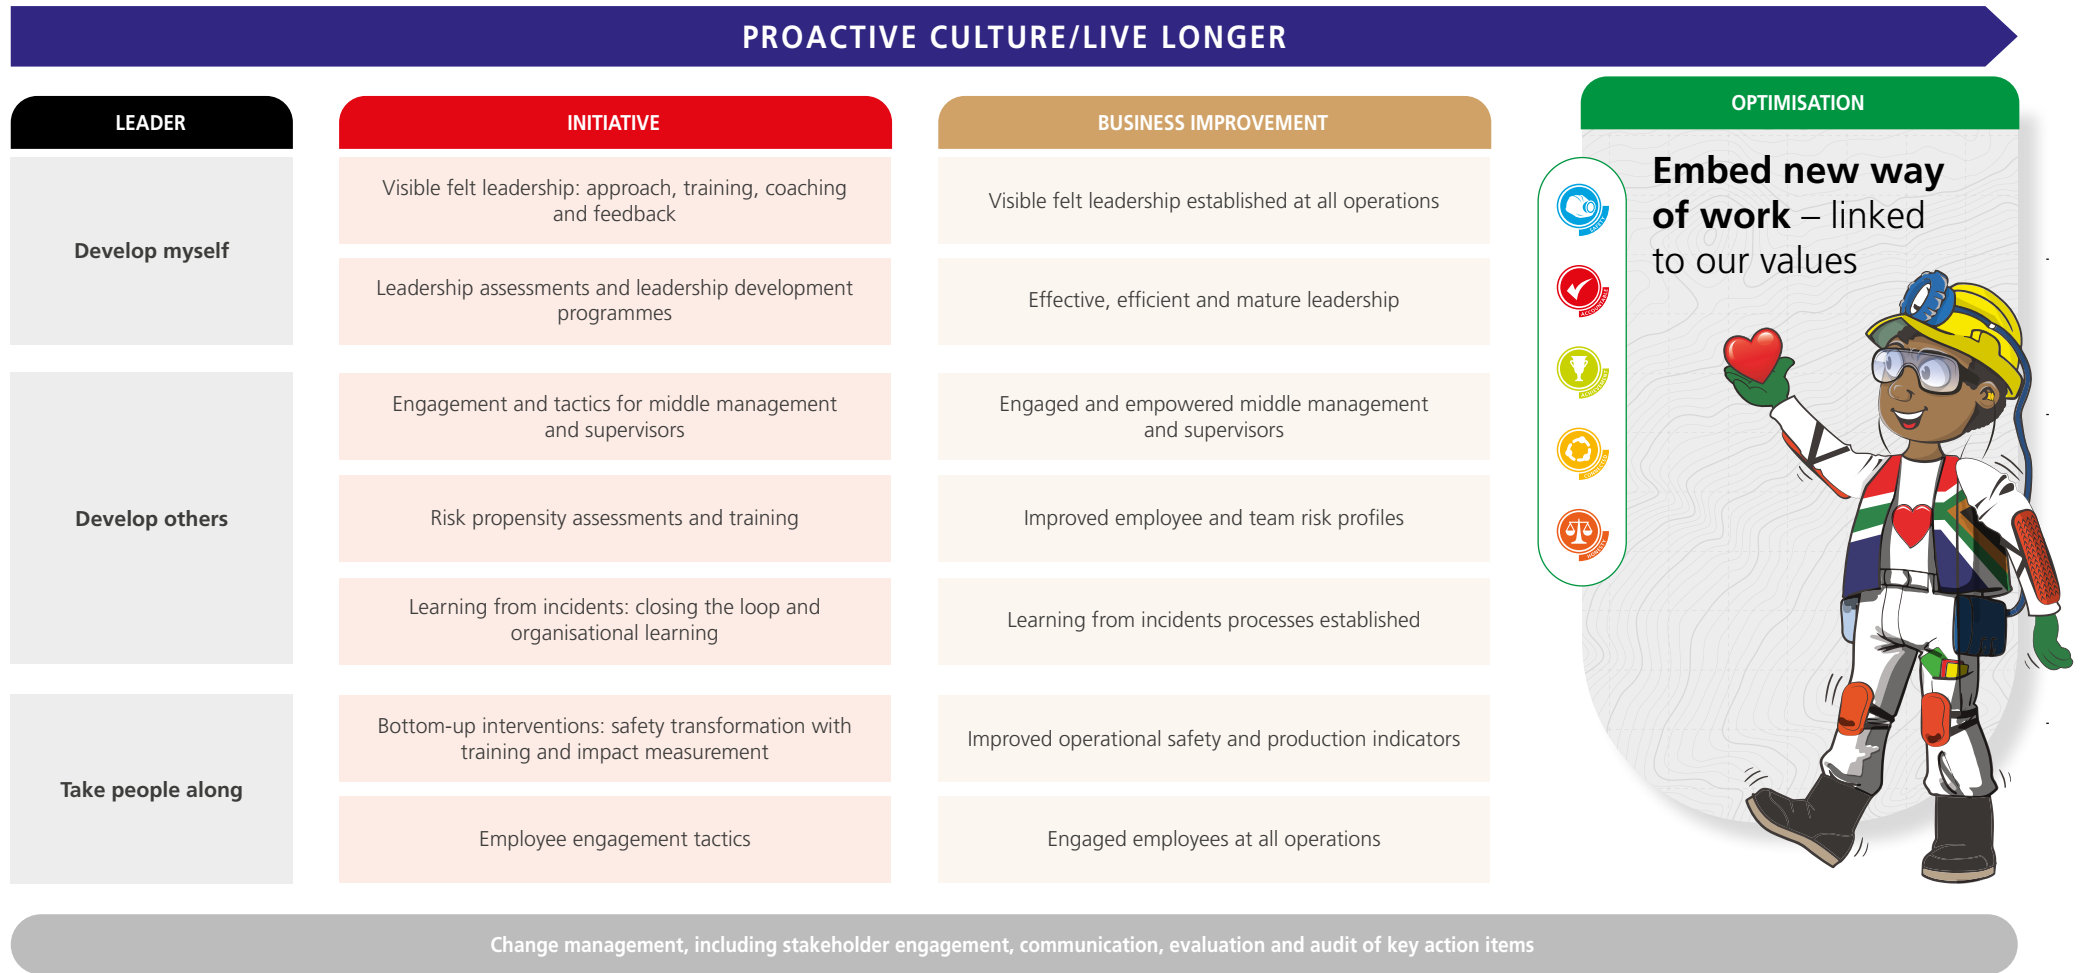 PROACTIVE CULTURE/LIVE LONGER
LEADER
INITIATIVE
BUSINESS IMPROVEMENT
OPTIMISATION
Develop myself
Visible felt leadership: approach, training, coaching
and feedback
Visible felt leadership established at all operations
Leadership assessments and leadership development
programmes
Effective, efficient and mature leadership
Develop others
Engagement and tactics for middle management
and supervisors
Engaged and empowered middle management
and supervisors
Risk propensity assessments and training
Improved employee and team risk profiles
Learning from incidents: closing the loop and
organisational learning
Learning from incidents processes established
Take people along
Bottom-up interventions: safety transformation with
training and impact measurement
Improved operational safety and production indicators
Employee engagement tactics
Engaged employees at all operations
SAFETY
ACCOUNTABLE
ACHIEVEMENT
CONNECTED
HONESTY
Embed new way
of work – linked
to our values
Change management, including stakeholder engagement, communication, evaluation and audit of key action items